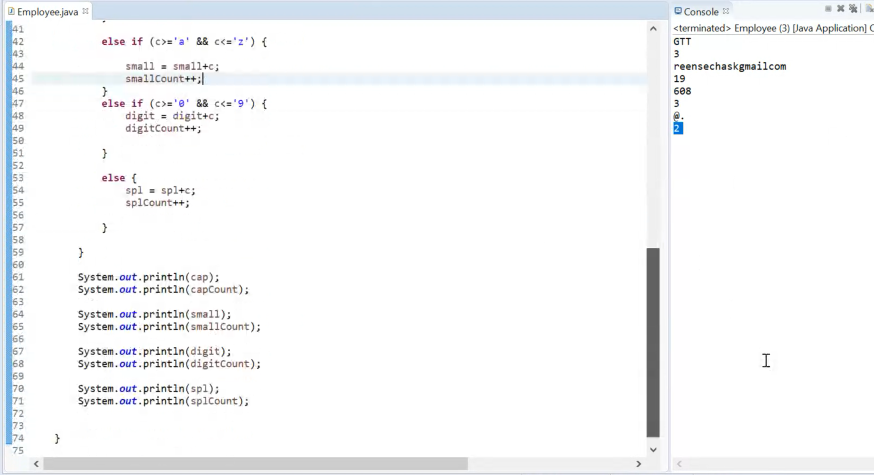 Employee.java
41
42 else if (c>='a' && c<='z') {
43
44 small = small+c;
45 smallCount++;
46 }
47 else if (c>='0' && c<='9') {
48 digit = digit+c;
49 digitCount++;
50
51 }
52
53 else {
54 spl = spl+c;
55 splCount++;
56
57 }
58
59 }
60
61 System.out.println(cap);
62 System.out.println(capCount);
63
64 System.out.println(small);
65 System.out.println(smallCount);
66
67 System.out.println(digit);
68 System.out.println(digitCount);
69
70 System.out.println(spl);
71 System.out.println(splCount);
72
73
74 }
75
Console
<terminated> Employee (3) [Java Application]
GTT
3
reensechaskgmailcom
19
608
3
@.
2